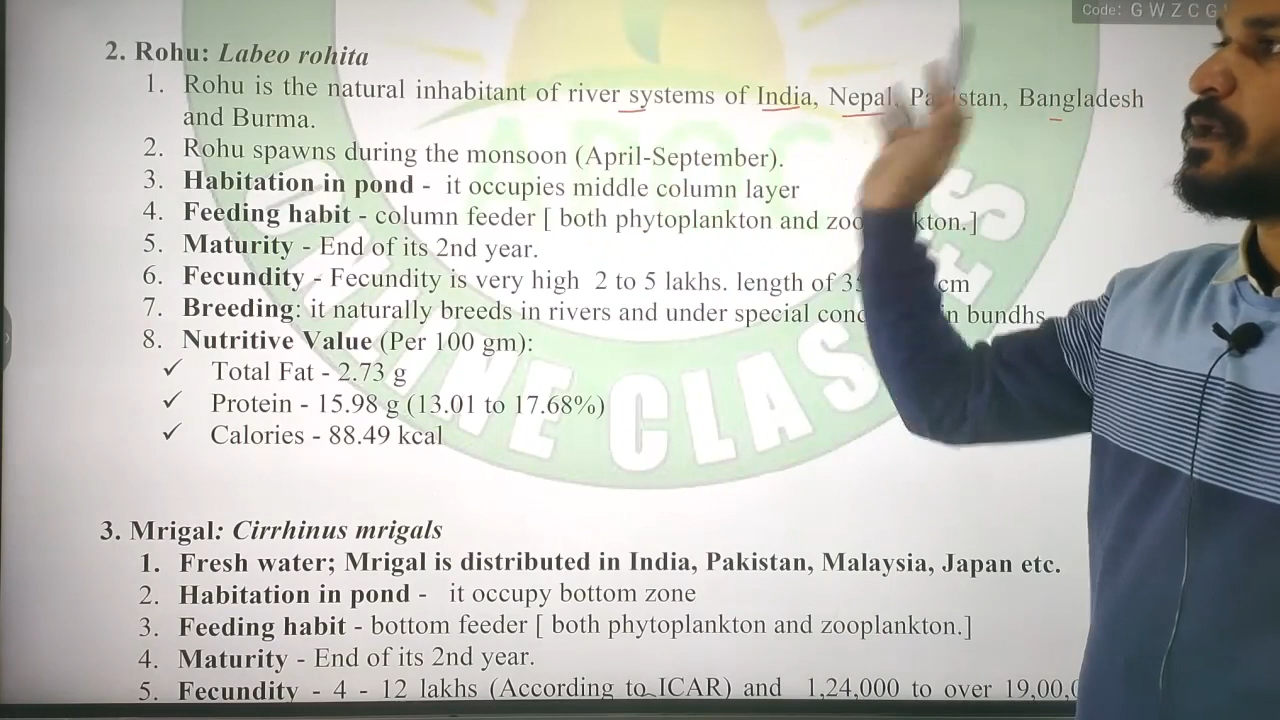 Code: G W Z C G
2. Rohu: Labeo rohita
1. Rohu is the natural inhabitant of river systems of India, Nepal, Pa istan, Bangladesh
and Burma.
2. Rohu spawns during the monsoon (April-September).
3. Habitation in pond - it occupies middle column layer
4. Feeding habit - column feeder [ both phytoplankton and zoo kton.]
5. Maturity - End of its 2nd year.
6. Fecundity - Fecundity is very high 2 to 5 lakhs. length of cm
7. Breeding: it naturally breeds in rivers and under special in bundhs
8. Nutritive Value (Per 100 gm):
✓ Total Fat - 2.73 g
✓ Protein - 15.98 g (13.01 to 17.68%)
✓ Calories - 88.49 kcal
ONLINE CLASSES
3. Mrigal: Cirrhinus mrigals
1. Fresh water; Mrigal is distributed in India, Pakistan, Malaysia, Japan etc.
2. Habitation in pond - it occupy bottom zone
3. Feeding habit - bottom feeder [ both phytoplankton and zooplankton.]
4. Maturity - End of its 2nd year.
5. Fecundity - 4 - 12 lakhs (According to ICAR) and 1,24,000 to over